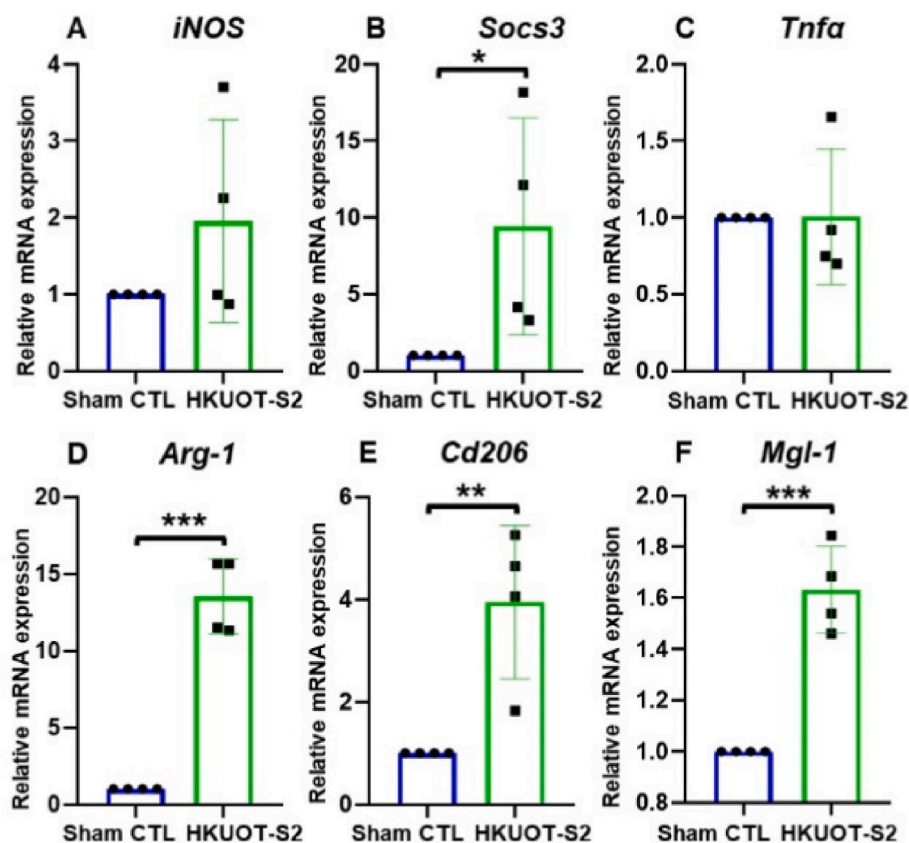 A iNOS
Relative mRNA expression
4
3
2
1
0
Sham CTL HKUOT-S2
B Socs3
*
Relative mRNA expression
20
15
10
5
0
Sham CTL HKUOT-S2
C Tnfα
Relative mRNA expression
2.0
1.5
1.0
0.5
0.0
Sham CTL HKUOT-S2
D Arg-1
***
Relative mRNA expression
20
15
10
5
0
Sham CTL HKUOT-S2
E Cd206
**
Relative mRNA expression
6
4
2
0
Sham CTL HKUOT-S2
F Mgl-1
***
Relative mRNA expression
2.0
1.8
1.6
1.4
1.2
1.0
0.8
Sham CTL HKUOT-S2